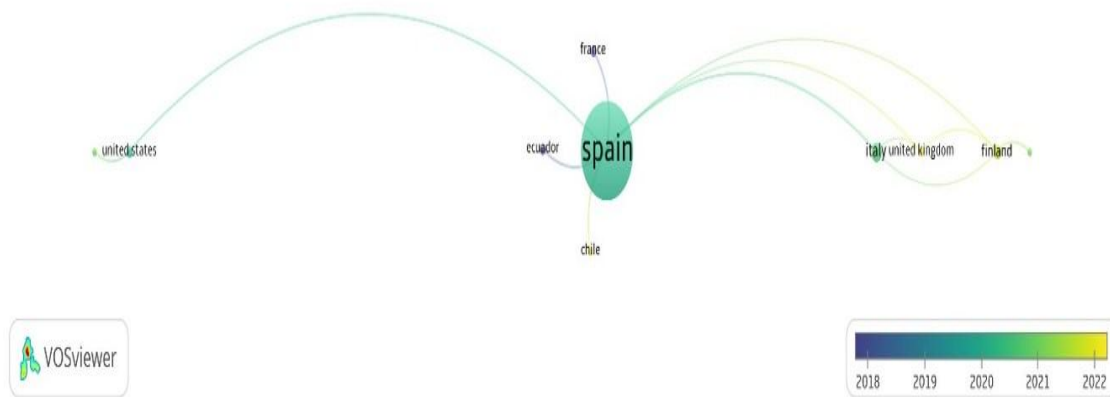 france
united states
ecuador
spain
italy
united kingdom
finland
chile
VOSviewer
2018
2019
2020
2021
2022